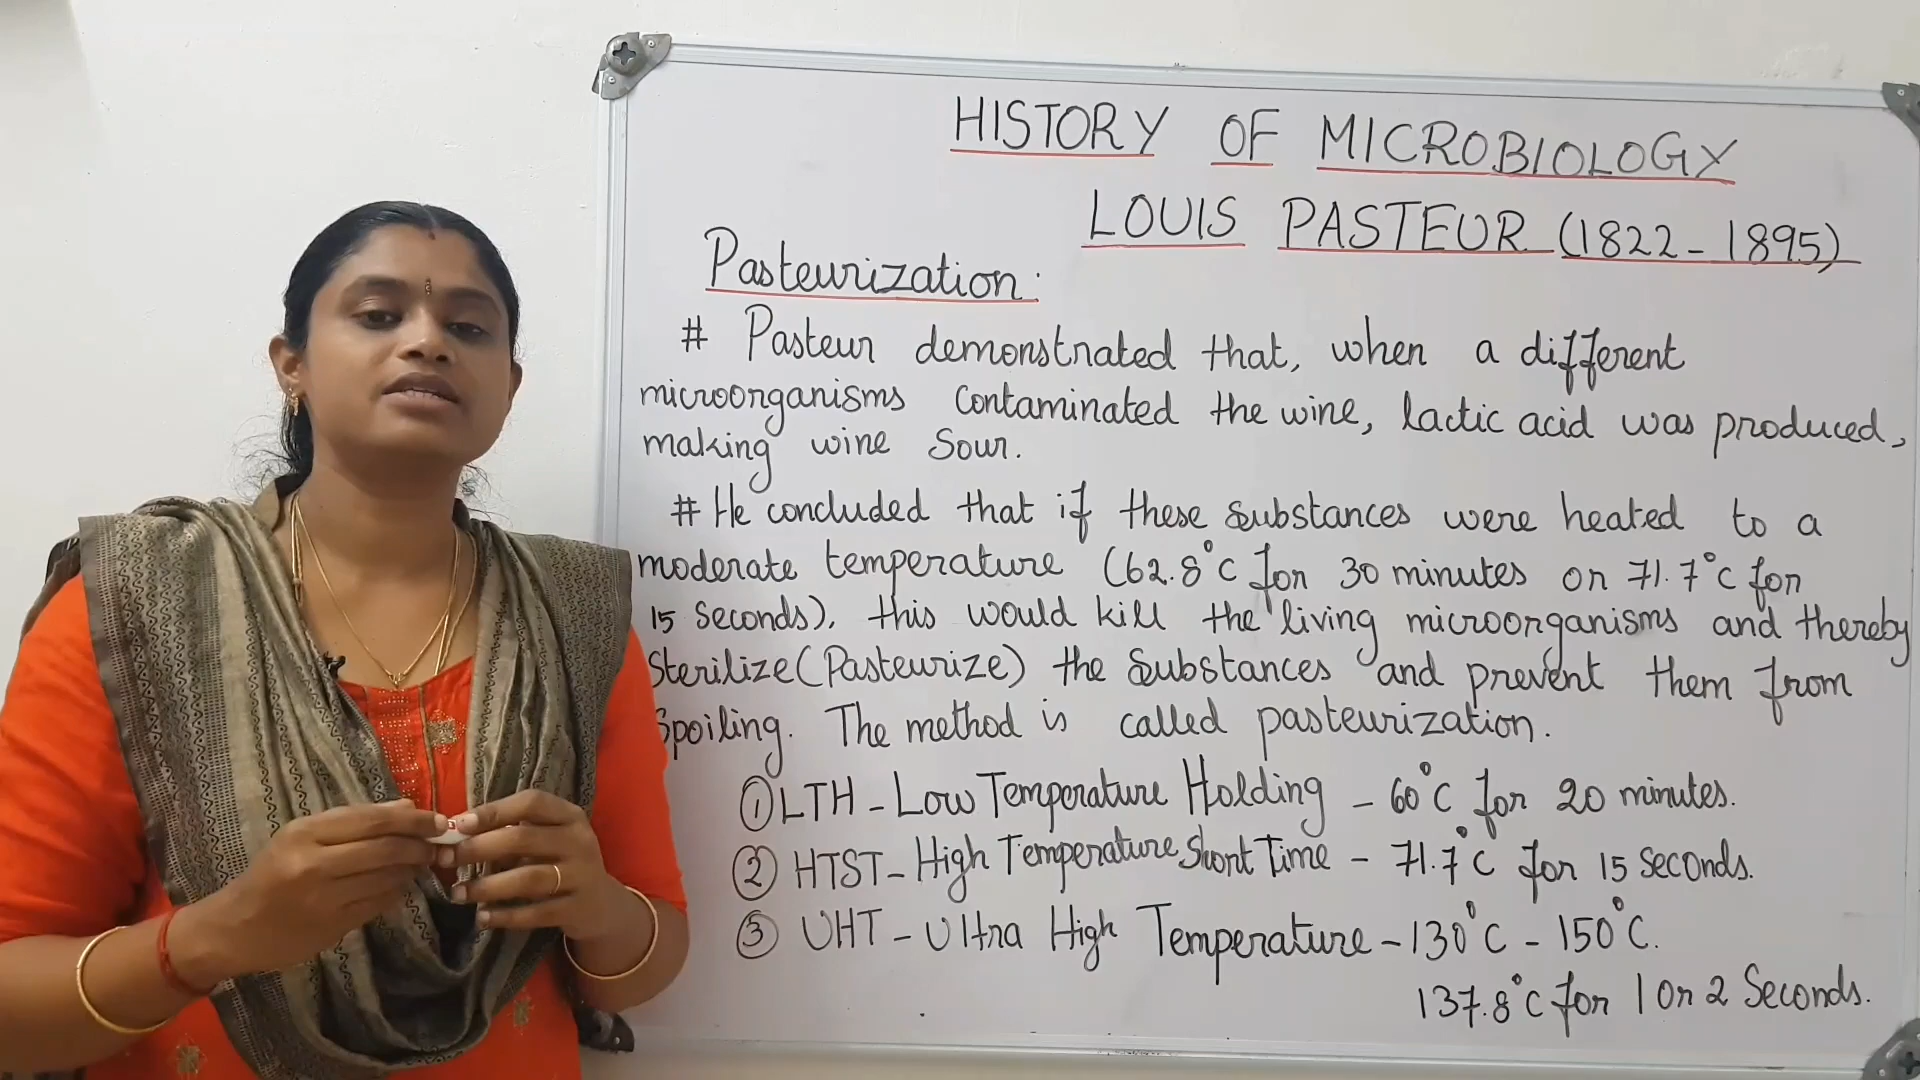 HISTORY OF MICROBIOLOGY
LOUIS PASTEUR (1822-1895)
Pasteurization:
# Pasteur demonstrated that, when a different
microorganisms contaminated the wine, lactic acid was produced,
making wine sour.
# He concluded that if these substances were heated to a
moderate temperature (62.8°C for 30 minutes or 71.7°C for
15 seconds), this would kill the living microorganisms and thereby
Sterilize (Pasteurize) the substances and prevent them from
Spoiling. The method is called pasteurization.
① LTH - Low Temperature Holding - 60°C for 20 minutes.
② HTST - High Temperature Short Time - 71.7°C for 15 seconds.
③ UHT - Ultra High Temperature - 130°C - 150°C.
137.8°C for 1 or 2 Seconds.